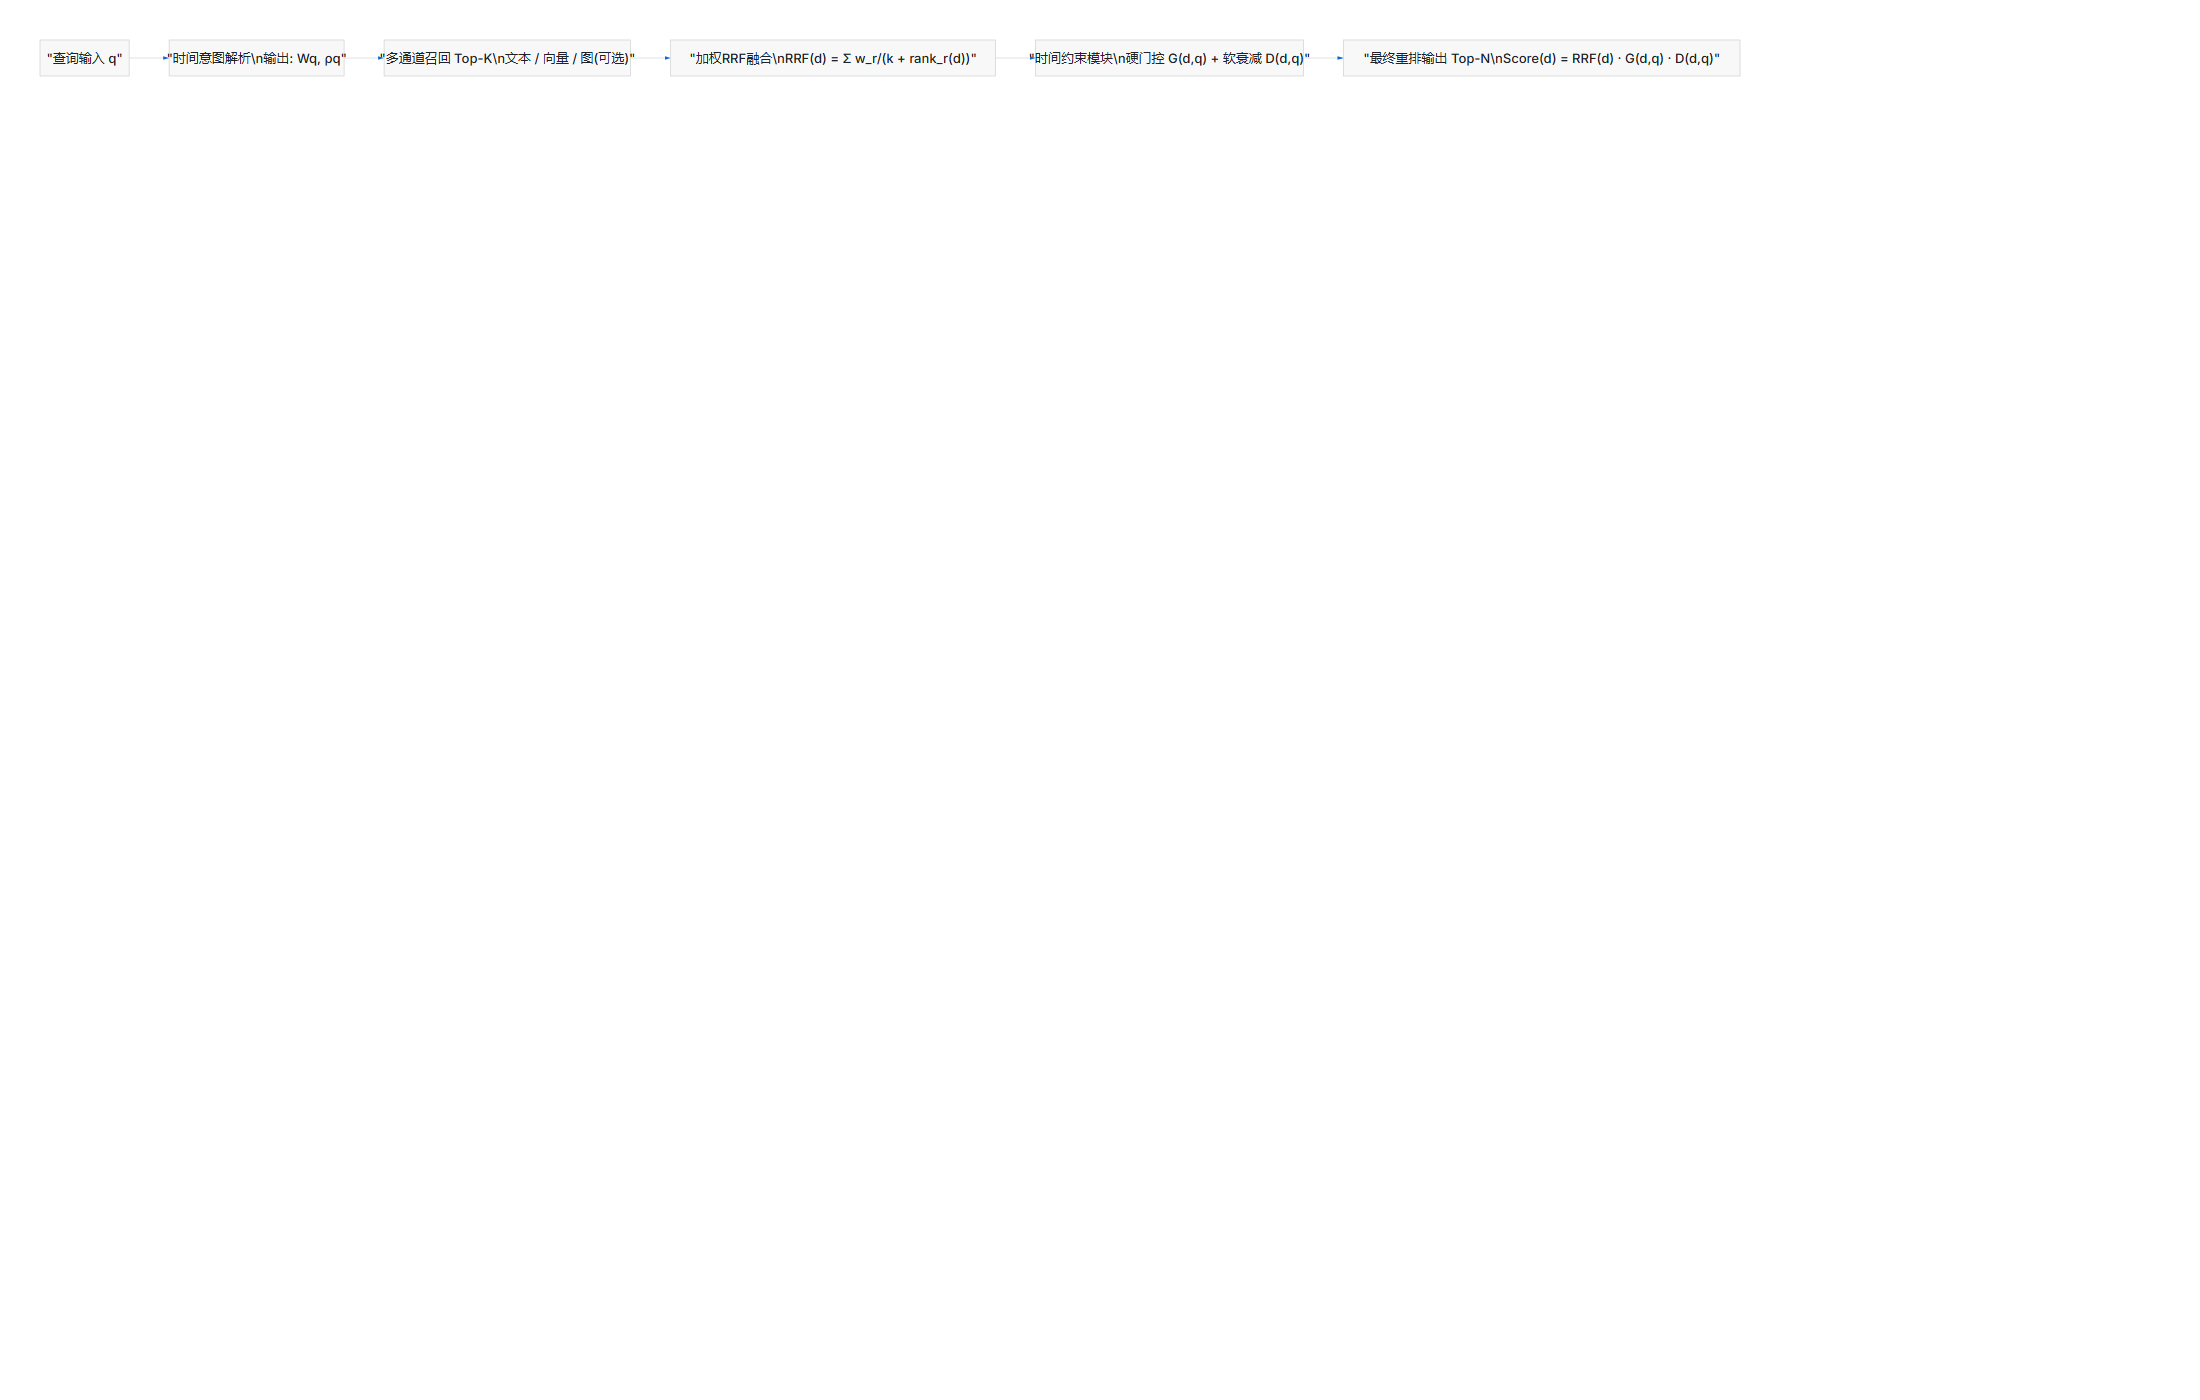 "查询输入 q"
"时间意图解析\n输出: Wq, ρq"
"多通道召回 Top-K\n文本 / 向量 / 图(可选)"
"加权RRF融合\nRRF(d) = Σ w_r/(k + rank_r(d))"
"时间约束模块\n硬门控 G(d,q) + 软衰减 D(d,q)"
"最终重排输出 Top-N\nScore(d) = RRF(d) · G(d,q) · D(d,q)"